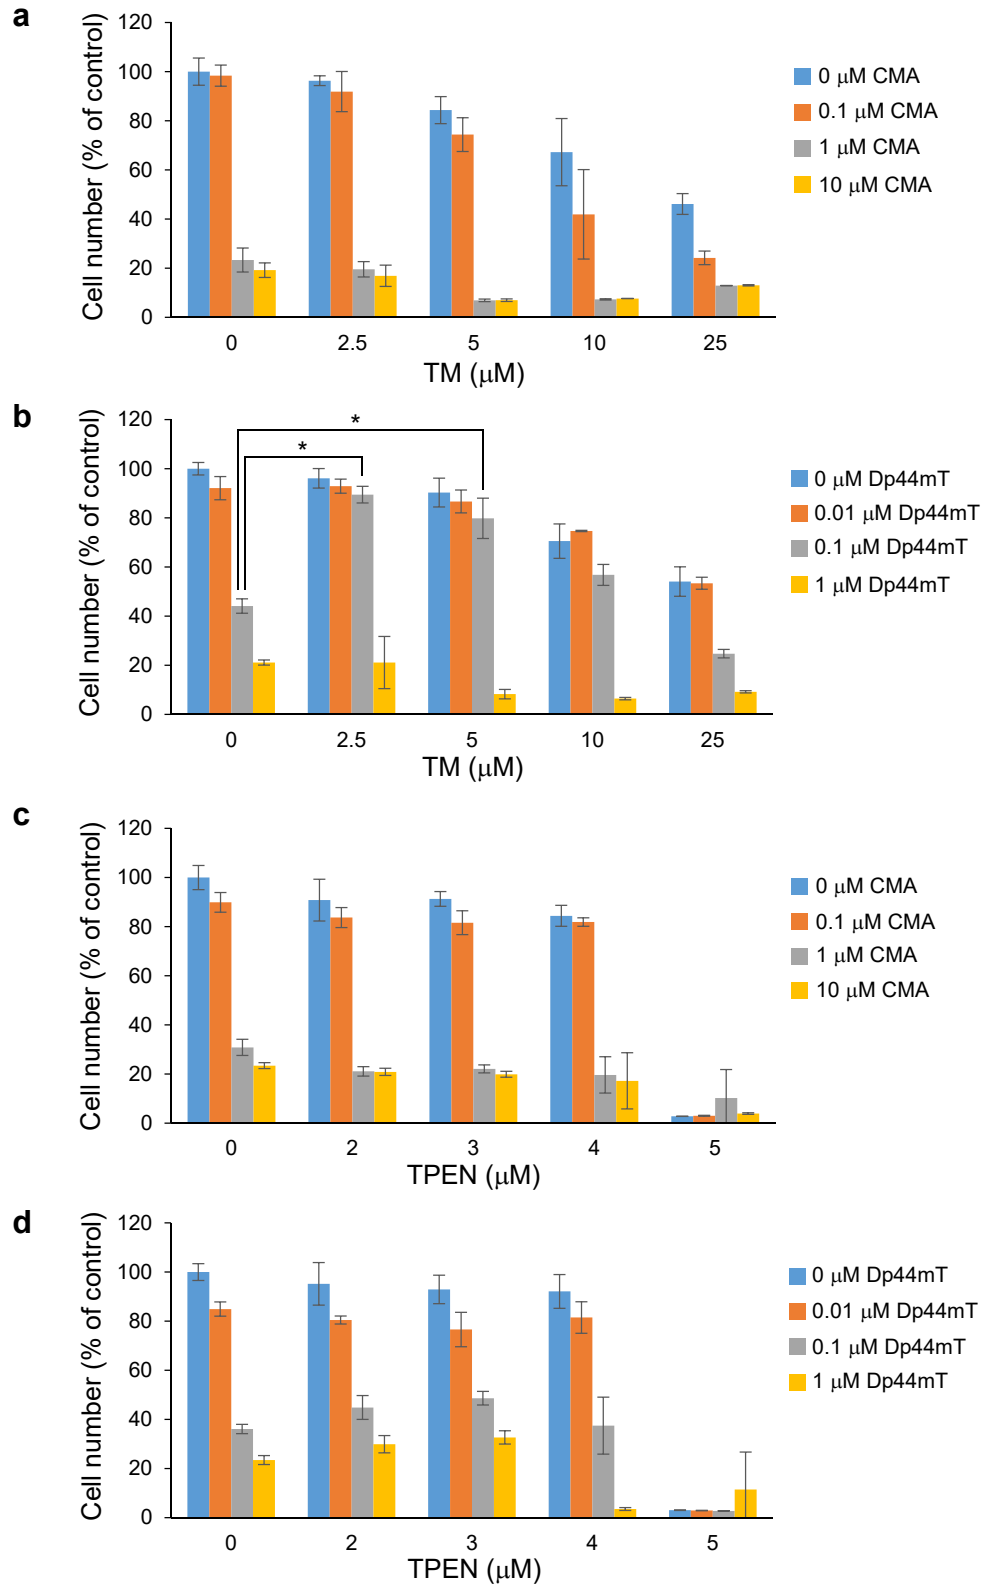 a
Cell number (% of control)
120
100
80
60
40
20
0
0 2.5 5 10 25
TM (μM)
0 μM CMA
0.1 μM CMA
1 μM CMA
10 μM CMA
b
Cell number (% of control)
120
100
80
60
40
20
0
*
*
0 2.5 5 10 25
TM (μM)
0 μM Dp44mT
0.01 μM Dp44mT
0.1 μM Dp44mT
1 μM Dp44mT
c
Cell number (% of control)
120
100
80
60
40
20
0
0 2 3 4 5
TPEN (μM)
0 μM CMA
0.1 μM CMA
1 μM CMA
10 μM CMA
d
Cell number (% of control)
120
100
80
60
40
20
0
0 2 3 4 5
TPEN (μM)
0 μM Dp44mT
0.01 μM Dp44mT
0.1 μM Dp44mT
1 μM Dp44mT